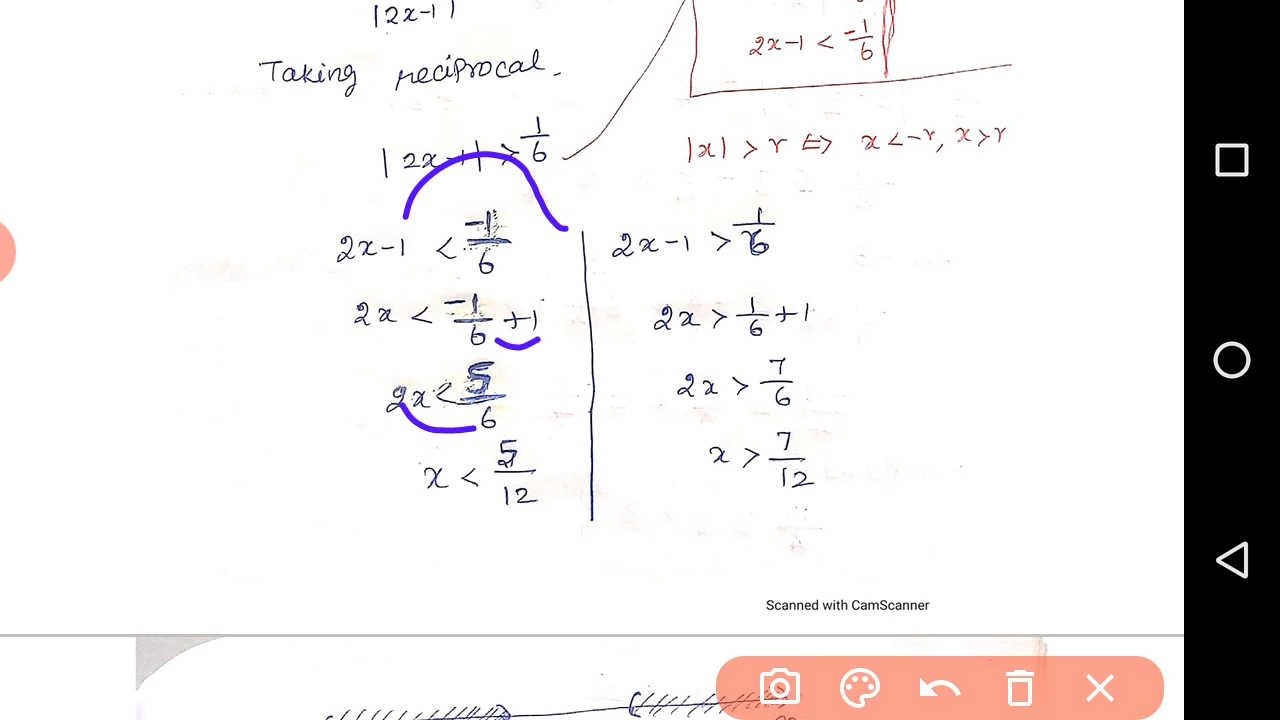 |2x-1|
2x-1 < -1/6
Taking reciprocal.
|2x-1| > 1/6
|x| > r ⇔ x < -r, x > r
2x-1 < -1/6
2x-1 > 1/6
2x < -1/6 +1
2x > 1/6 +1
2x < 5/6
2x > 7/6
x < 5/12
x > 7/12
Scanned with CamScanner